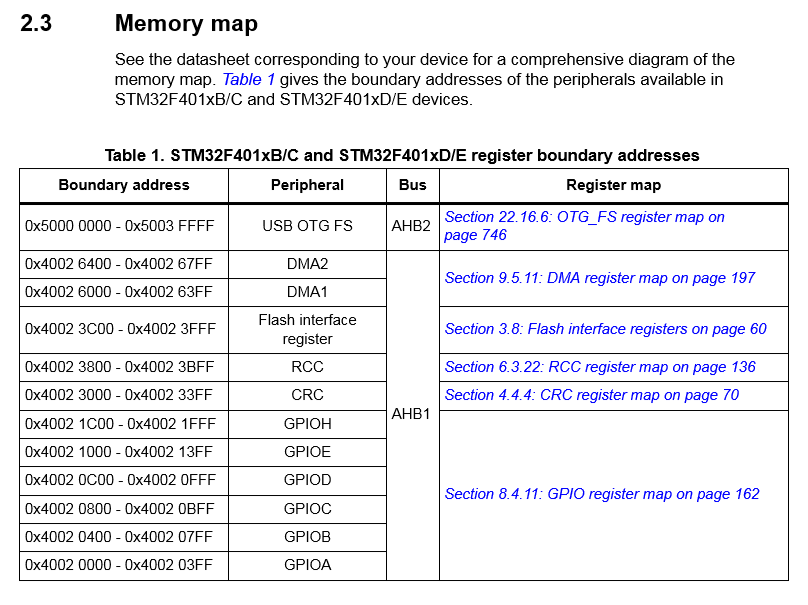 2.3 Memory map
See the datasheet corresponding to your device for a comprehensive diagram of the
memory map. Table 1 gives the boundary addresses of the peripherals available in
STM32F401xB/C and STM32F401xD/E devices.
Table 1. STM32F401xB/C and STM32F401xD/E register boundary addresses
Boundary address Peripheral Bus Register map
0x5000 0000 - 0x5003 FFFF USB OTG FS AHB2 Section 22.16.6: OTG_FS register map on
page 746
0x4002 6400 - 0x4002 67FF DMA2
Section 9.5.11: DMA register map on page 197
0x4002 6000 - 0x4002 63FF DMA1
0x4002 3C00 - 0x4002 3FFF Flash interface
register Section 3.8: Flash interface registers on page 60
0x4002 3800 - 0x4002 3BFF RCC Section 6.3.22: RCC register map on page 136
0x4002 3000 - 0x4002 33FF CRC Section 4.4.4: CRC register map on page 70
AHB1
0x4002 1C00 - 0x4002 1FFF GPIOH
0x4002 1000 - 0x4002 13FF GPIOE
0x4002 0C00 - 0x4002 0FFF GPIOD
Section 8.4.11: GPIO register map on page 162
0x4002 0800 - 0x4002 0BFF GPIOC
0x4002 0400 - 0x4002 07FF GPIOB
0x4002 0000 - 0x4002 03FF GPIOA